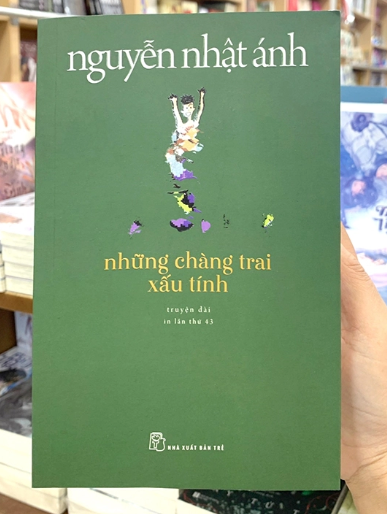 nguyễn nhật ánh
những chàng trai
xấu tính
truyện dài
in lần thứ 43
NHÀ XUẤT BẢN TRẺ